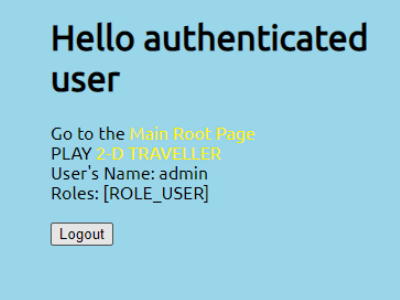 Hello authenticated
user
Go to the Main Root Page
PLAY 2-D TRAVELLER
User's Name: admin
Roles: [ROLE_USER]
Logout